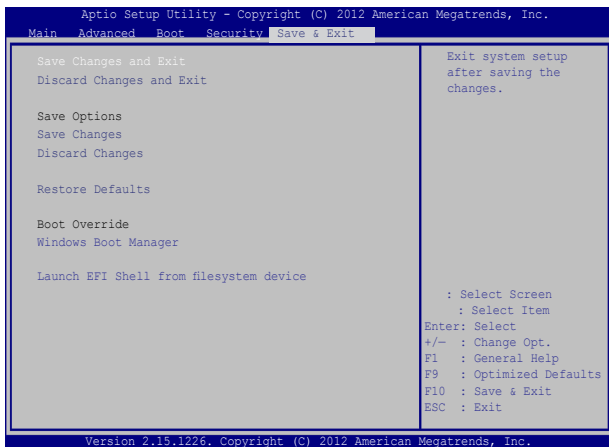 Aptio Setup Utility - Copyright (C) 2012 American Megatrends, Inc.
Main Advanced Boot Security Save & Exit
Save Changes and Exit
Discard Changes and Exit
Save Options
Save Changes
Discard Changes
Restore Defaults
Boot Override
Windows Boot Manager
Launch EFI Shell from filesystem device
Exit system setup
after saving the
changes.
: Select Screen
: Select Item
Enter: Select
+/— : Change Opt.
F1 : General Help
F9 : Optimized Defaults
F10 : Save & Exit
ESC : Exit
Version 2.15.1226. Copyright (C) 2012 American Megatrends, Inc.